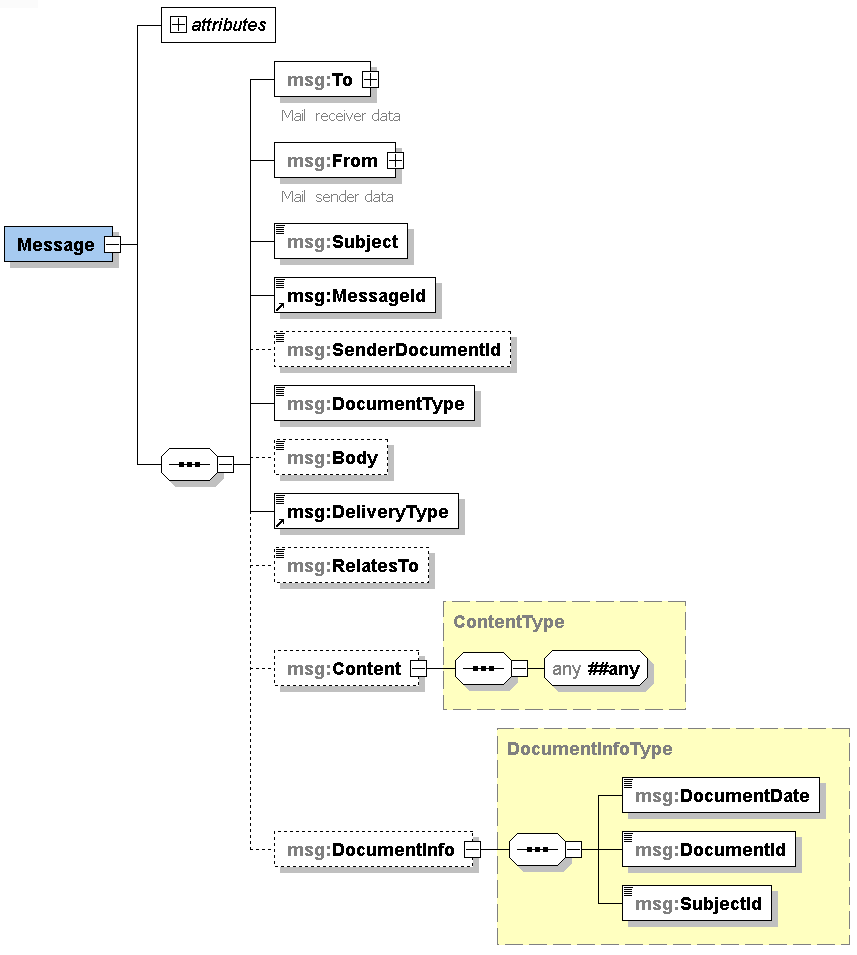 attributes
msg:To
Mail receiver data
msg:From
Mail sender data
Message
msg:Subject
msg:MessageId
msg:SenderDocumentId
msg:DocumentType
msg:Body
msg:DeliveryType
msg:RelatesTo
ContentType
msg:Content
any ##any
DocumentInfoType
msg:DocumentDate
msg:DocumentInfo
msg:DocumentId
msg:SubjectId